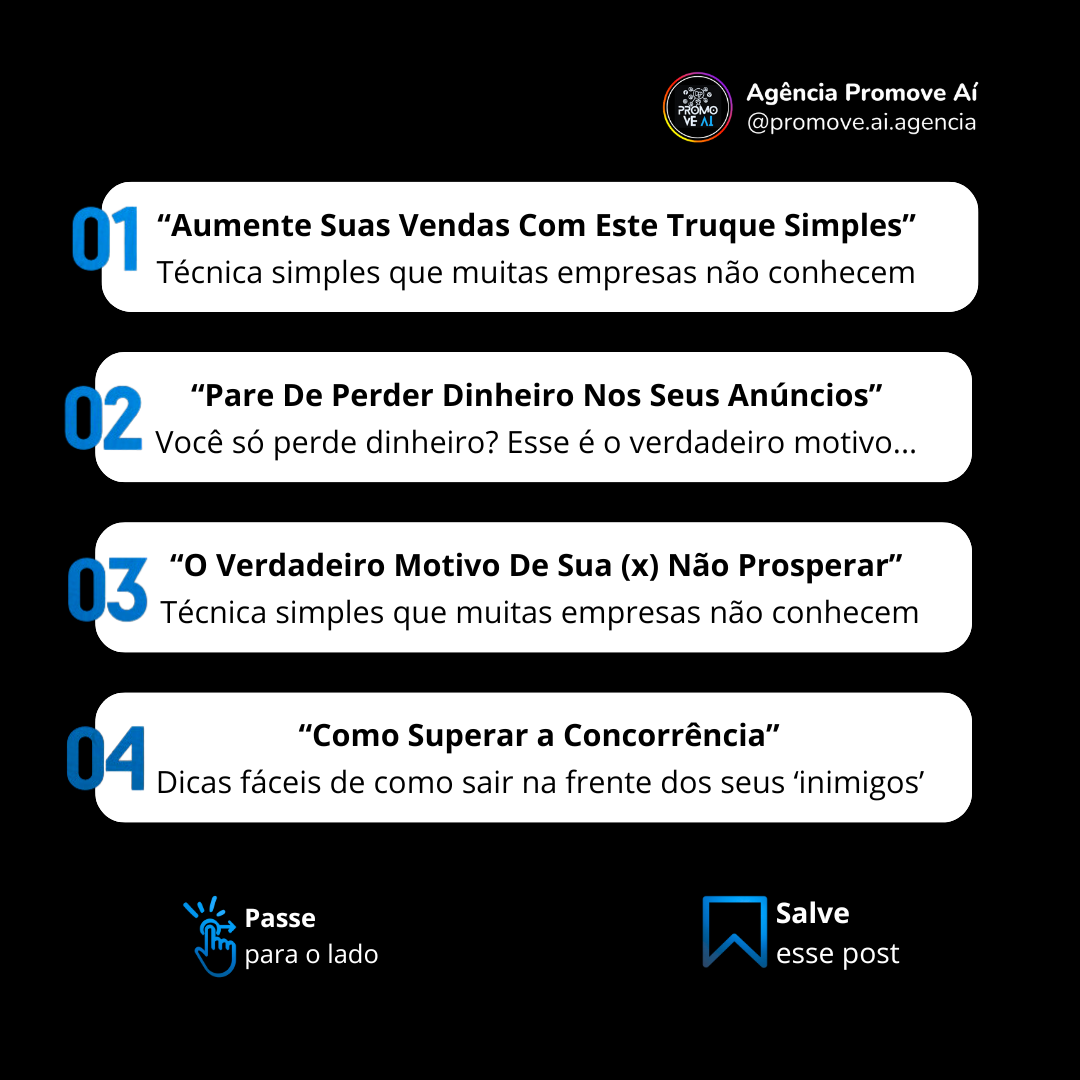 Agência Promove Aí
@promove.ai.agencia
PROMO
VE AI
01
“Aumente Suas Vendas Com Este Truque Simples”
Técnica simples que muitas empresas não conhecem
02
“Pare De Perder Dinheiro Nos Seus Anúncios”
Você só perde dinheiro? Esse é o verdadeiro motivo...
03
“O Verdadeiro Motivo De Sua (x) Não Prosperar”
Técnica simples que muitas empresas não conhecem
04
“Como Superar a Concorrência”
Dicas fáceis de como sair na frente dos seus ‘inimigos’
Passe
para o lado
Salve
esse post